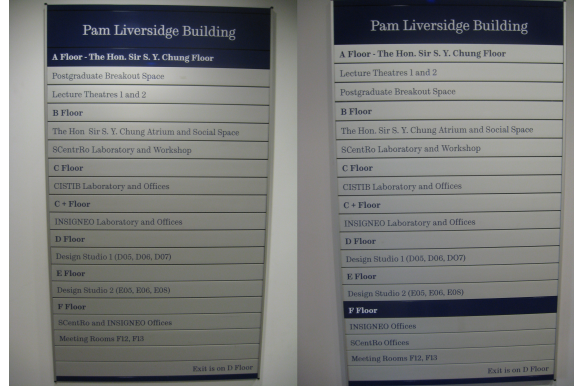 Pam Liversidge Building
A Floor - The Hon. Sir S. Y. Chung Floor
Postgraduate Breakout Space
Lecture Theatres 1 and 2
B Floor
The Hon Sir S. Y. Chung Atrium and Social Space
SCentRo Laboratory and Workshop
C Floor
CISTIB Laboratory and Offices
C + Floor
INSIGNEO Laboratory and Offices
D Floor
Design Studio 1 (D05, D06, D07)
E Floor
Design Studio 2 (E05, E06, E08)
F Floor
SCentRo and INSIGNEO Offices
Meeting Rooms F12, F13
Exit is on D Floor
Pam Liversidge Building
A Floor - The Hon. Sir S. Y. Chung Floor
Lecture Theatres 1 and 2
Postgraduate Breakout Space
B Floor
The Hon. Sir S. Y. Chung Atrium and Social Space
SCentRo Laboratory and Workshop
C Floor
CISTIB Laboratory and Offices
C + Floor
INSIGNEO Laboratory and Offices
D Floor
Design Studio 1 (D05, D06, DO7)
E Floor
Design Studio 2 (E05, E06, E08)
F Floor
INSIGNEO Offices
SCentRo Offices
Meeting Rooms F12, F13
Exit is on D Floor